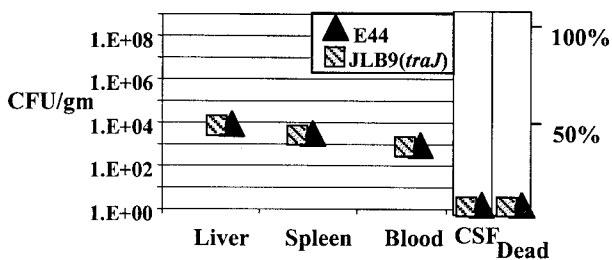 E44
JLB9(traJ)
CFU/gm
1.E+08
1.E+06
1.E+04
1.E+02
1.E+00
100%
50%
Liver Spleen Blood CSF Dead